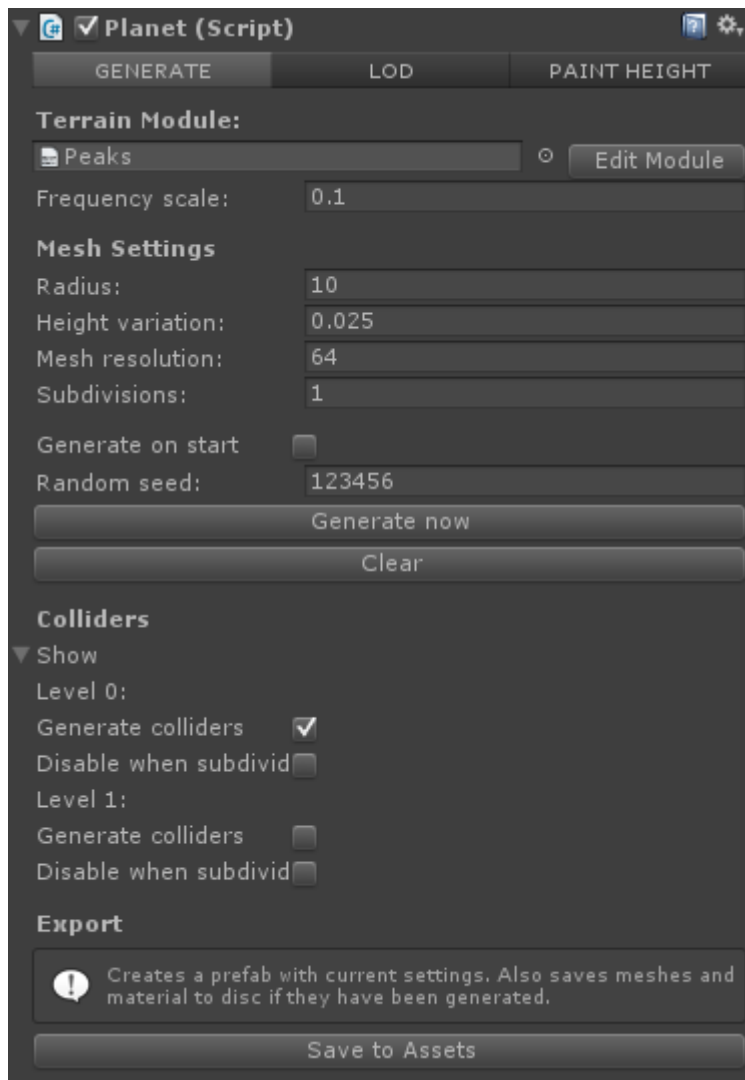 Planet (Script)
GENERATE LOD PAINT HEIGHT
Terrain Module:
Peaks Edit Module
Frequency scale: 0.1
Mesh Settings
Radius: 10
Height variation: 0.025
Mesh resolution: 64
Subdivisions: 1
Generate on start
Random seed: 123456
Generate now
Clear
Colliders
Show
Level 0:
Generate colliders
Disable when subdivid
Level 1:
Generate colliders
Disable when subdivid
Export
Creates a prefab with current settings. Also saves meshes and
material to disc if they have been generated.
Save to Assets